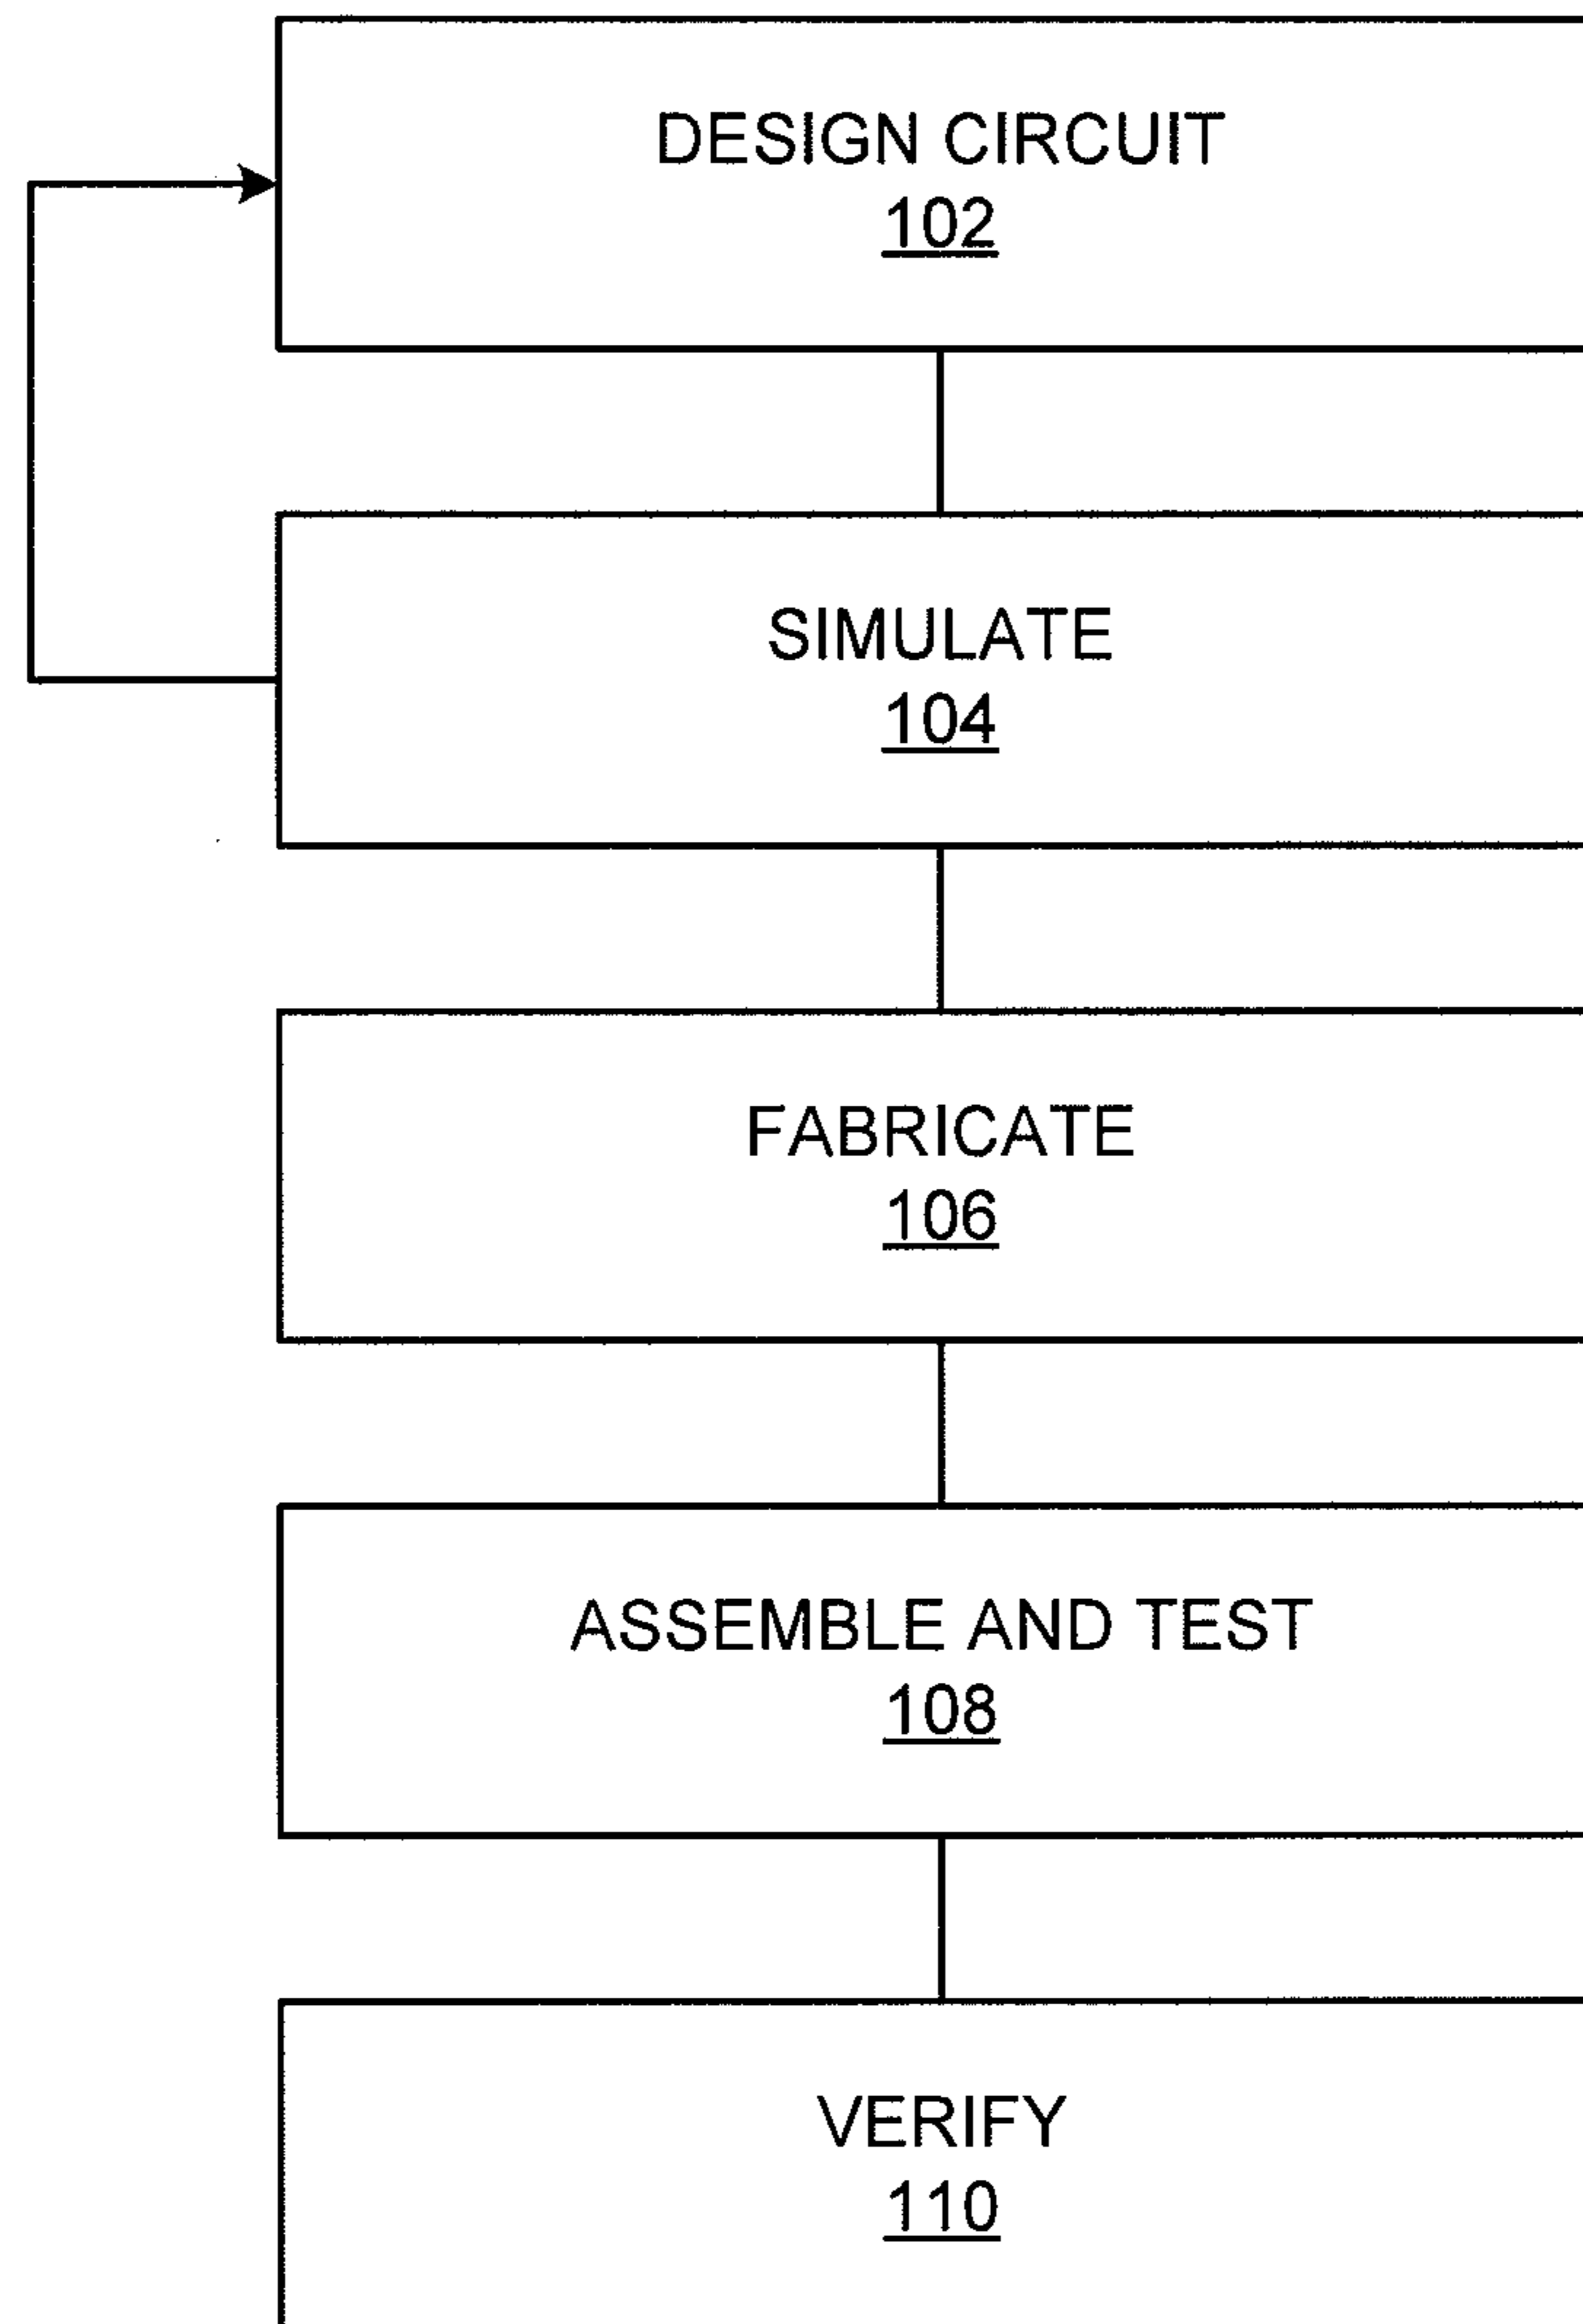 DESIGN CIRCUIT
102
SIMULATE
104
FABRICATE
106
ASSEMBLE AND TEST
108
VERIFY
110